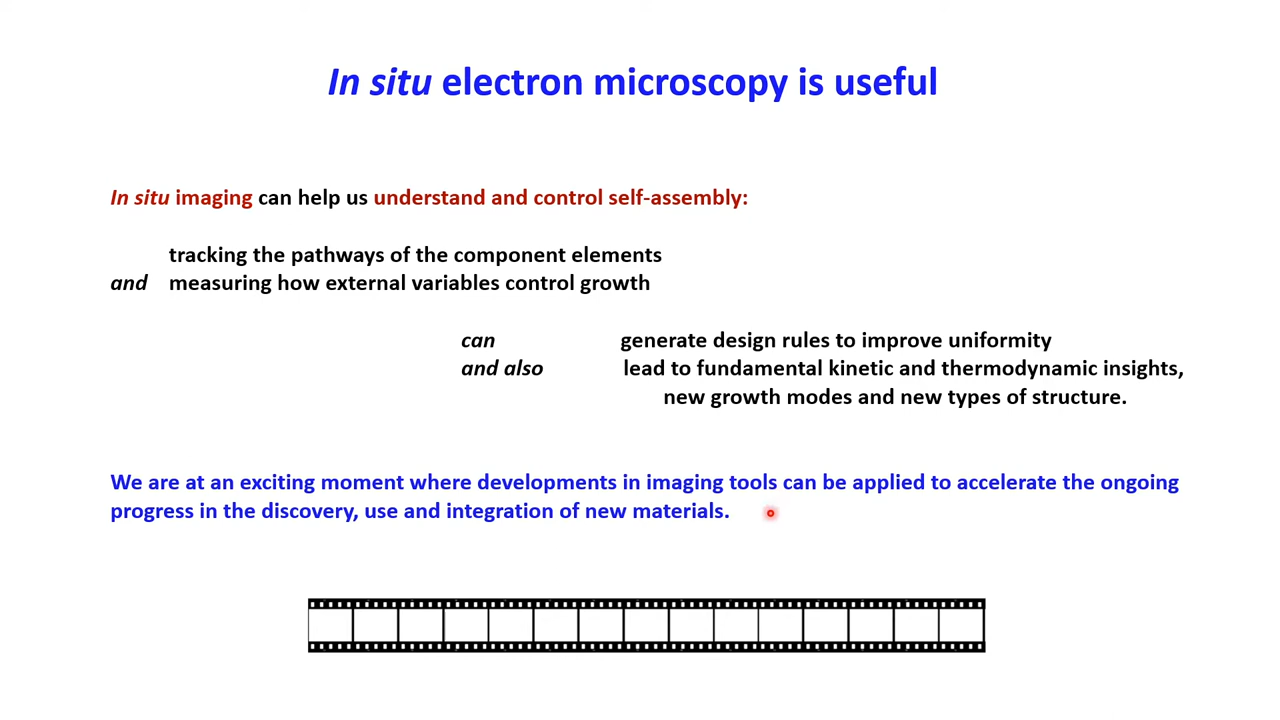 In situ electron microscopy is useful
In situ imaging can help us understand and control self-assembly:
tracking the pathways of the component elements
and measuring how external variables control growth
can generate design rules to improve uniformity
and also lead to fundamental kinetic and thermodynamic insights,
new growth modes and new types of structure.
We are at an exciting moment where developments in imaging tools can be applied to accelerate the ongoing
progress in the discovery, use and integration of new materials.